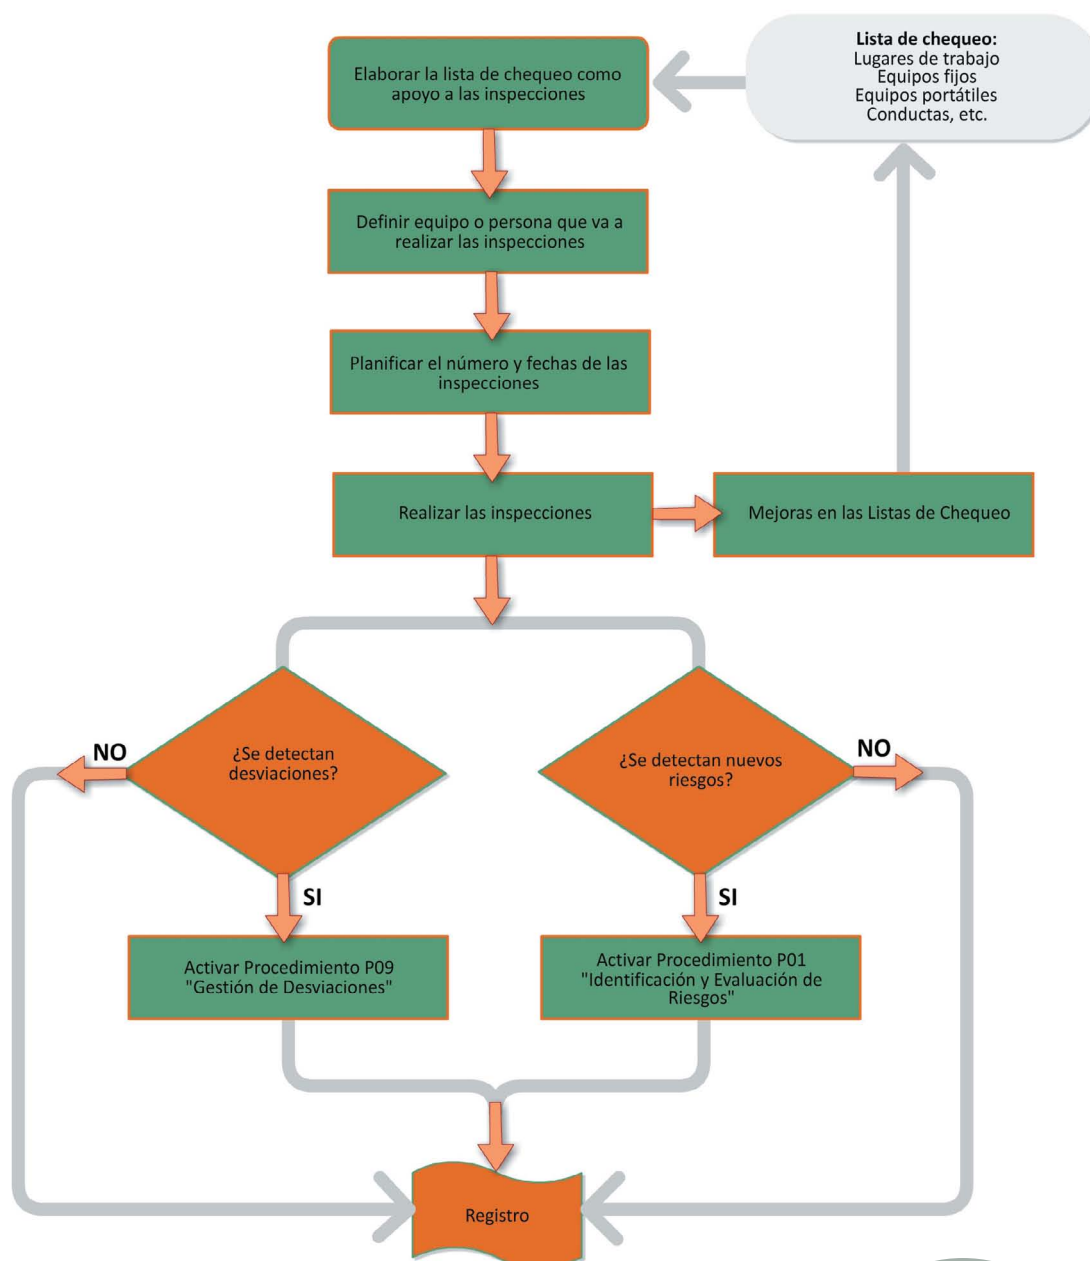 Lista de chequeo:
Lugares de trabajo
Equipos fijos
Equipos portátiles
Conductas, etc.
Elaborar la lista de chequeo como
apoyo a las inspecciones
Definir equipo o persona que va a
realizar las inspecciones
Planificar el número y fechas de las
inspecciones
Realizar las inspecciones
Mejoras en las Listas de Chequeo
¿Se detectan
desviaciones?
NO
SI
¿Se detectan nuevos
riesgos?
NO
SI
Activar Procedimiento P09
"Gestión de Desviaciones"
Activar Procedimiento P01
"Identificación y Evaluación de
Riesgos"
Registro